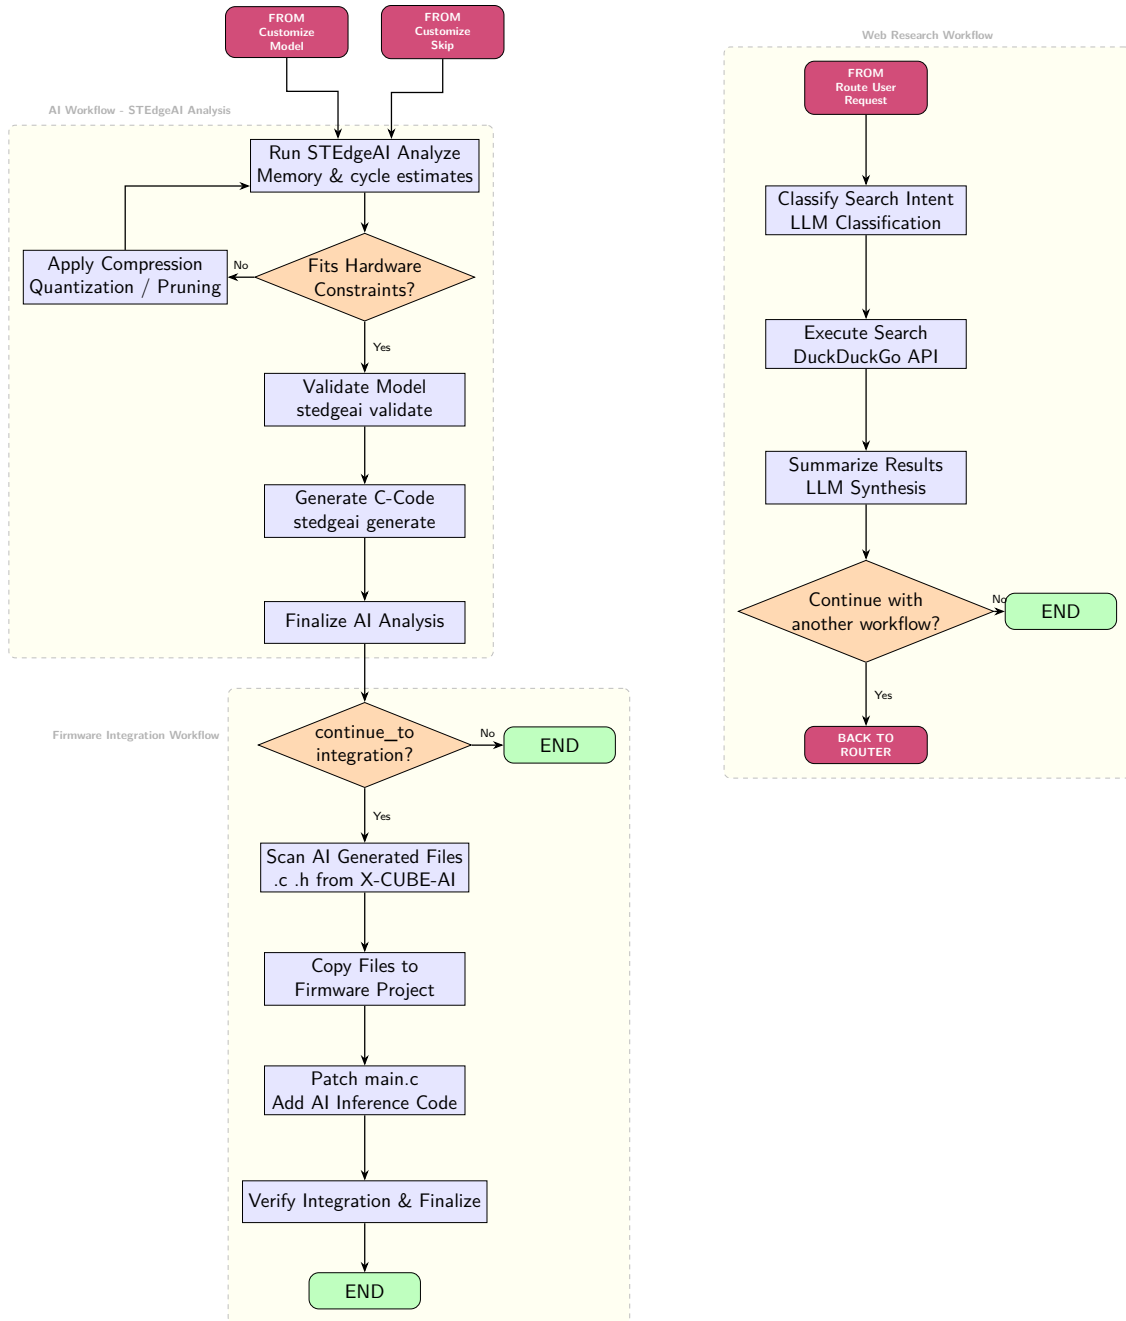 FROM
Customize
Model
FROM
Customize
Skip
AI Workflow - STEdgeAI Analysis
Run STEdgeAI Analyze
Memory & cycle estimates
Apply Compression
Quantization / Pruning
No
Fits Hardware
Constraints?
Yes
Validate Model
stedgeai validate
Generate C-Code
stedgeai generate
Finalize AI Analysis
Firmware Integration Workflow
continue_to
integration?
No
END
Yes
Scan AI Generated Files
.c .h from X-CUBE-AI
Copy Files to
Firmware Project
Patch main.c
Add AI Inference Code
Verify Integration & Finalize
END
Web Research Workflow
FROM
Route User
Request
Classify Search Intent
LLM Classification
Execute Search
DuckDuckGo API
Summarize Results
LLM Synthesis
Continue with
another workflow?
No
END
Yes
BACK TO
ROUTER